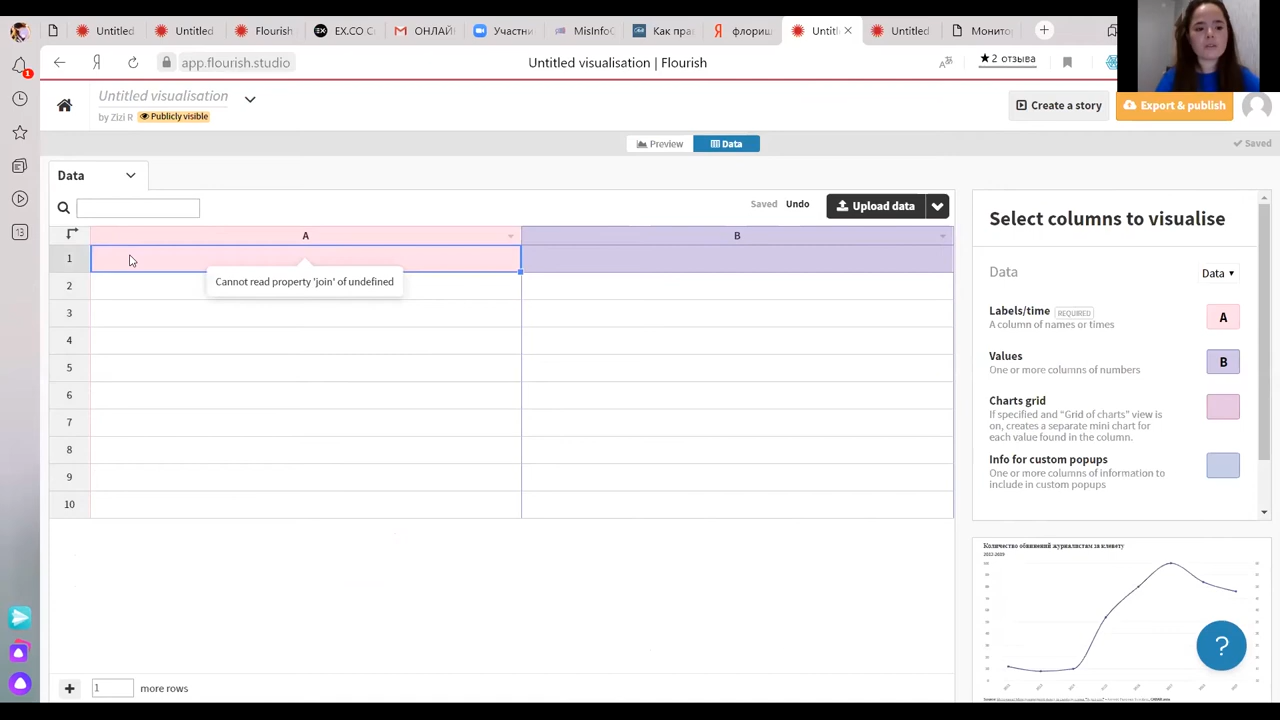 Untitled
Untitled
Flourish
EX.CO Ce
ОНЛАЙ
Участни
MisInfoC
Как прав
флориш
Untitl
Untitled
Монитор
app.flourish.studio
Untitled visualisation | Flourish
★2 отзыва
Untitled visualisation
by Zizi R
Publicly visible
Create a story
Export & publish
Preview
Data
Saved
Data
Saved
Undo
Upload data
A
B
1
Cannot read property 'join' of undefined
2
3
4
5
6
7
8
9
10
1
more rows
Select columns to visualise
Data
Data
Labels/time REQUIRED
A
A column of names or times
Values
B
One or more columns of numbers
Charts grid
If specified and "Grid of charts" view is
on, creates a separate mini chart for
each value found in the column.
Info for custom popups
One or more columns of information to
include in custom popups
Количество обвинений журналистам за клевету
2012-2019
?